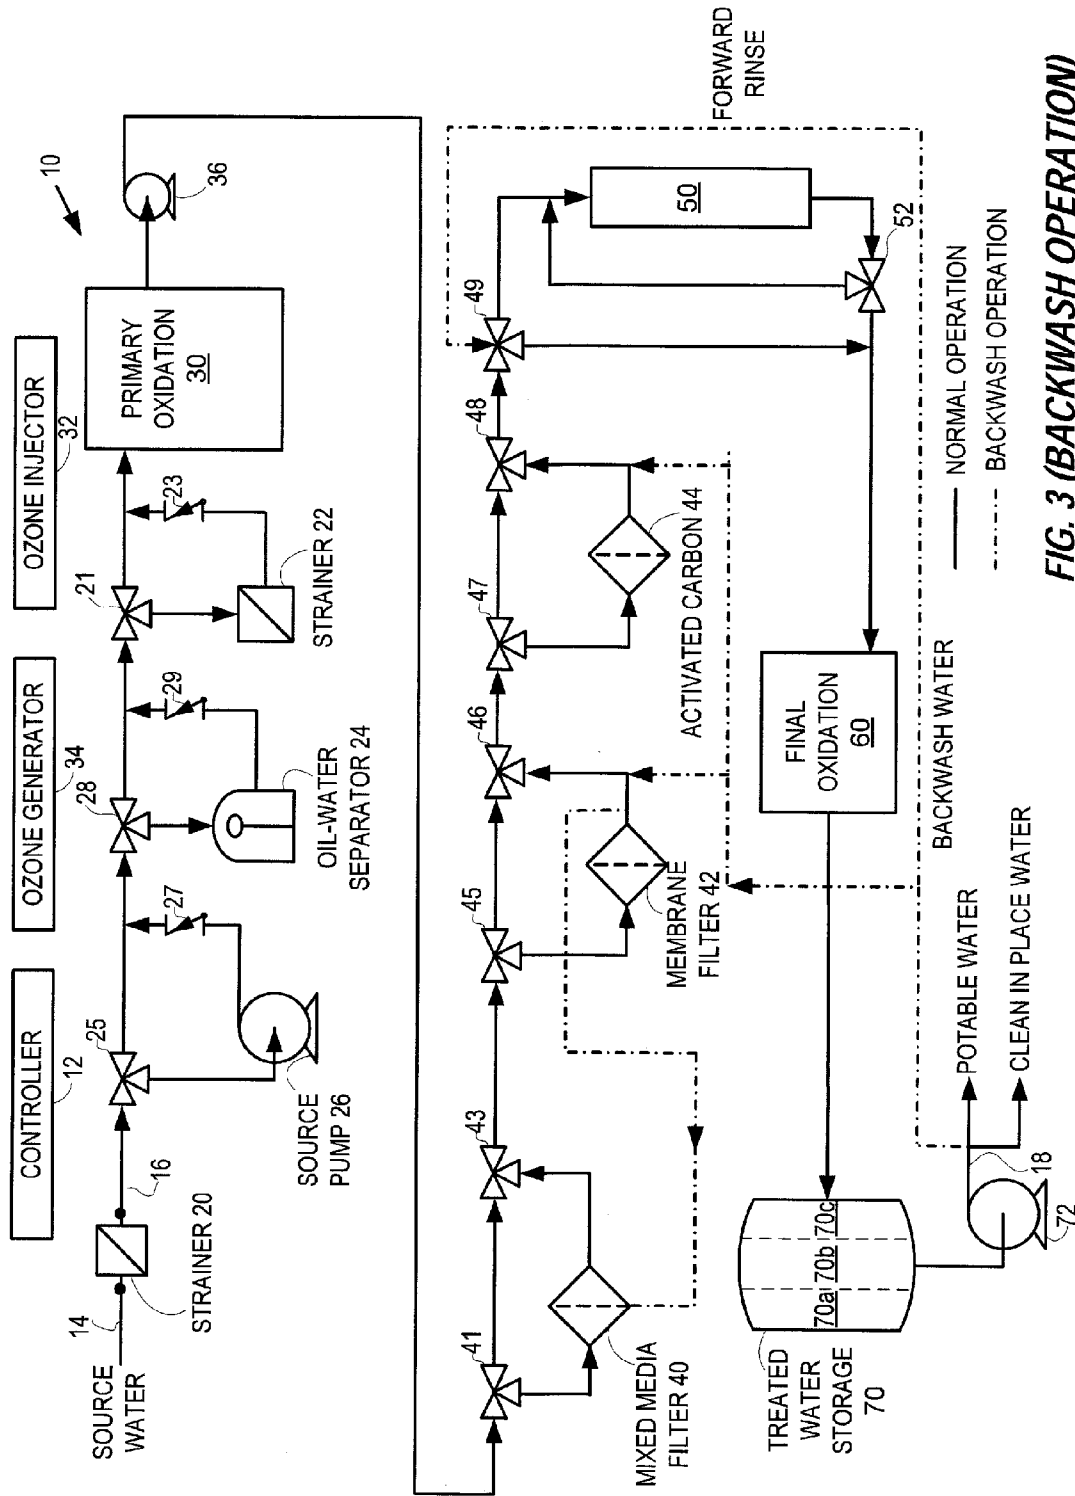 10
CONTROLLER
12
OZONE GENERATOR
34
OZONE INJECTOR
32
SOURCE
WATER
14
16
STRAINER 20
25
SOURCE
PUMP 26
27
28
OIL-WATER
SEPARATOR 24
29
21
STRAINER 22
23
PRIMARY
OXIDATION
30
36
41
MIXED MEDIA
FILTER 40
43
45
MEMBRANE
FILTER 42
46
47
ACTIVATED CARBON 44
48
49
50
52
FORWARD
RINSE
TREATED
WATER
STORAGE
70
70a
70b
70c
FINAL
OXIDATION
60
72
18
POTABLE WATER
CLEAN IN PLACE WATER
BACKWASH WATER
NORMAL OPERATION
BACKWASH OPERATION
FIG. 3 (BACKWASH OPERATION)